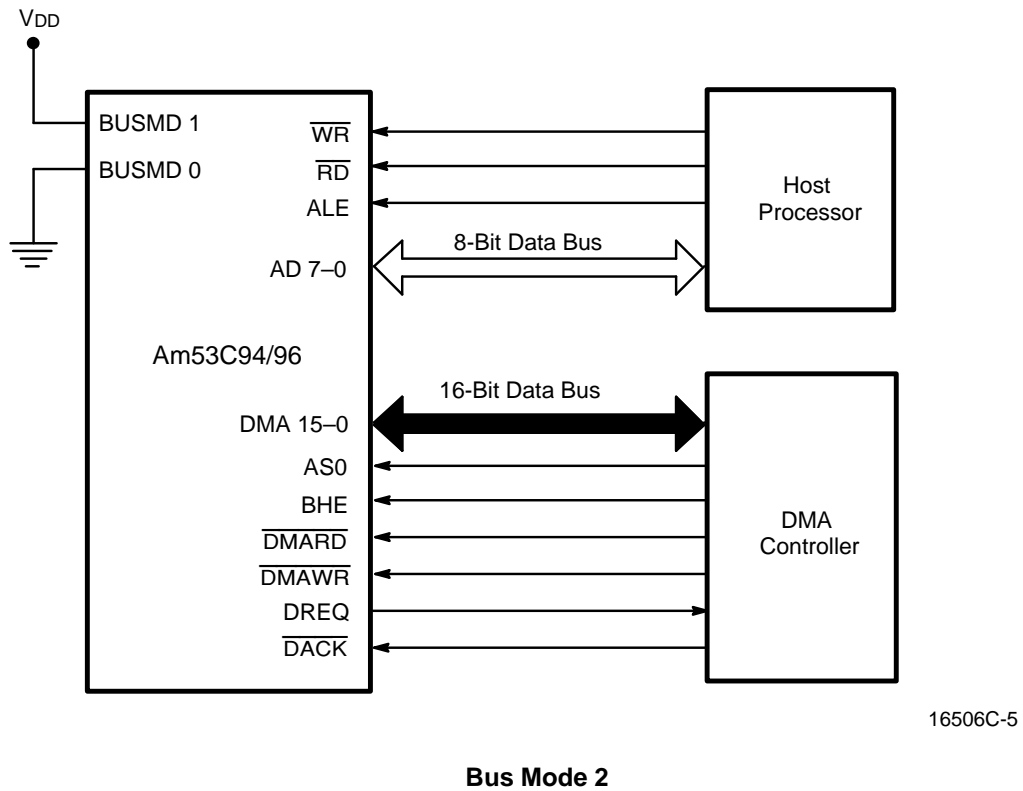 VDD
BUSMD 1
BUSMD 0
WR
RD
ALE
AD 7–0
8-Bit Data Bus
Host
Processor
Am53C94/96
16-Bit Data Bus
DMA 15–0
AS0
BHE
DMARD
DMAWR
DREQ
DACK
DMA
Controller
16506C-5
Bus Mode 2